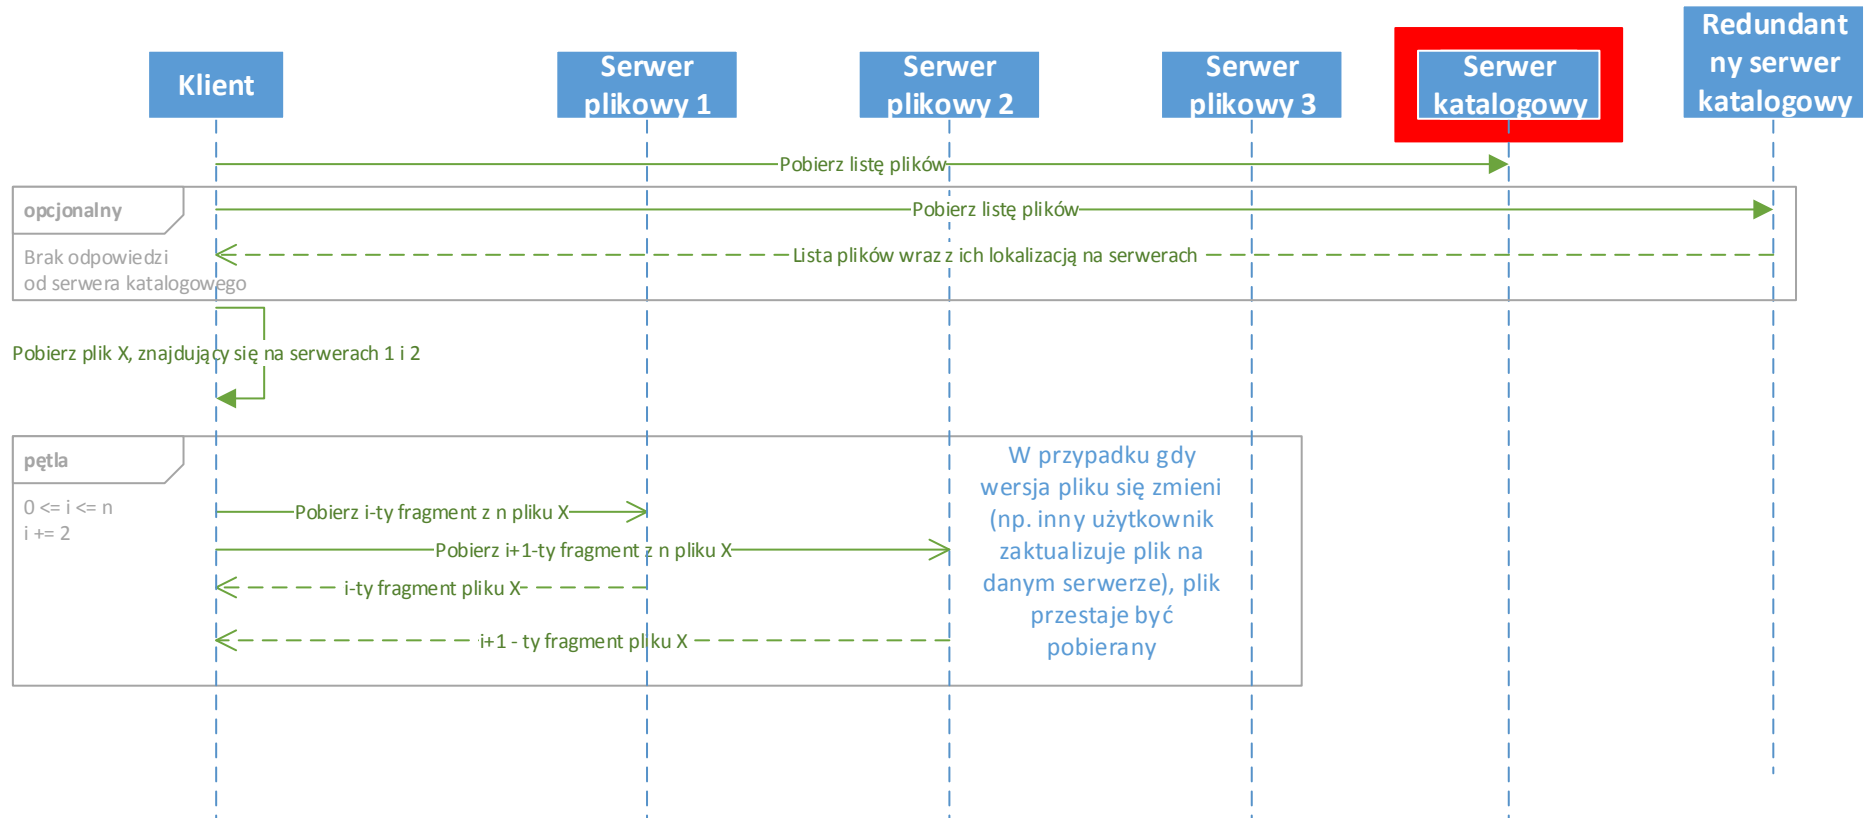 Klient
Serwer
plikowy 1
Serwer
plikowy 2
Serwer
plikowy 3
Serwer
katalogowy
Redundant
ny serwer
katalogowy
Pobierz listę plików
opcjonalny
Pobierz listę plików
Brak odpowiedzi
od serwera katalogowego
Lista plików wraz z ich lokalizacją na serwerach
Pobierz plik X, znajdujący się na serwerach 1 i 2
pętla
0 <= i <= n
i += 2
Pobierz i-ty fragment z n pliku X
Pobierz i+1-ty fragment z n pliku X
i-ty fragment pliku X
i+1 - ty fragment pliku X
W przypadku gdy
wersja pliku się zmieni
(np. inny użytkownik
zaktualizuje plik na
danym serwerze), plik
przestaje być
pobierany